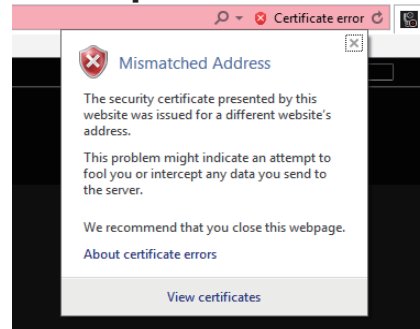 Certificate error
Mismatched Address
The security certificate presented by this
website was issued for a different website's
address.
This problem might indicate an attempt to
fool you or intercept any data you send to
the server.
We recommend that you close this webpage.
About certificate errors
View certificates